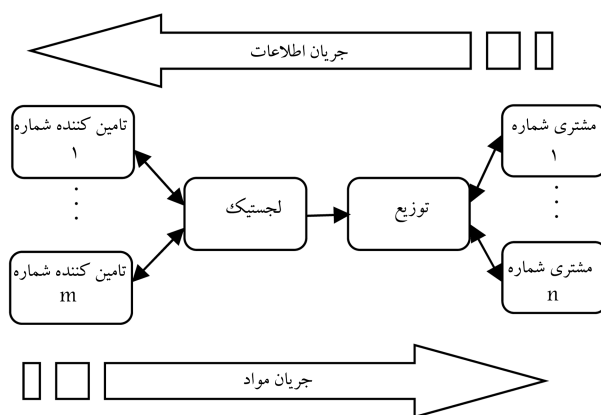 جریان اطلاعات
تامین کننده شماره
۱
مشتری شماره
۱
لجستیک
توزیع
تامین کننده شماره
m
مشتری شماره
n
جریان مواد